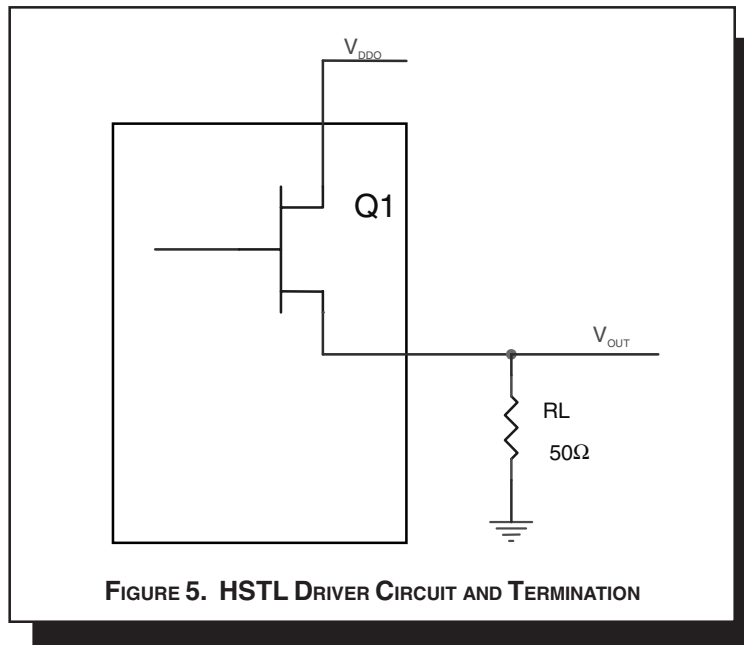 VDDO
Q1
VOUT
RL
50Ω
FIGURE 5. HSTL DRIVER CIRCUIT AND TERMINATION